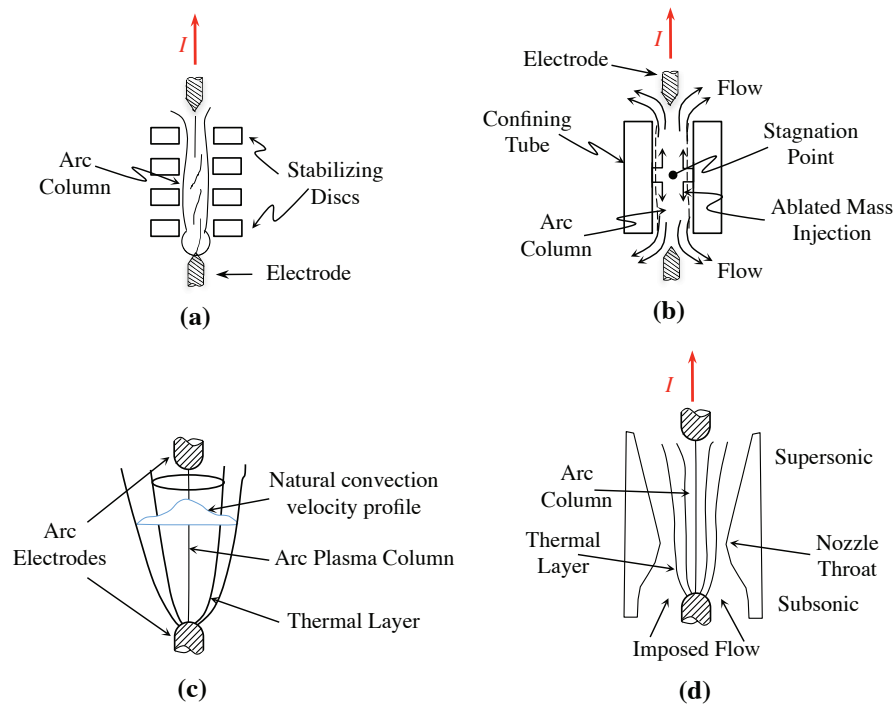 I
Arc
Column
Stabilizing
Discs
Electrode
(a)
I
Electrode
Flow
Confining
Tube
Stagnation
Point
Arc
Column
Ablated Mass
Injection
Flow
(b)
Natural convection
velocity profile
Arc
Electrodes
Arc Plasma Column
Thermal Layer
(c)
I
Arc
Column
Supersonic
Thermal
Layer
Nozzle
Throat
Subsonic
Imposed Flow
(d)